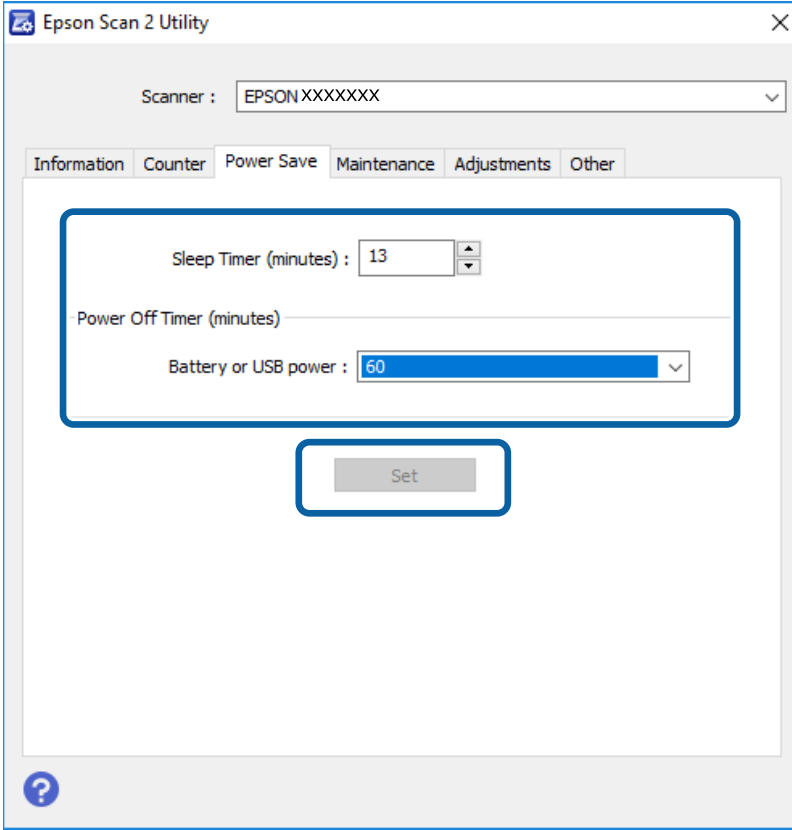 Epson Scan 2 Utility
Scanner : EPSON XXXXXXX
Information Counter Power Save Maintenance Adjustments Other
Sleep Timer (minutes) : 13
Power Off Timer (minutes)
Battery or USB power : 60
Set
?